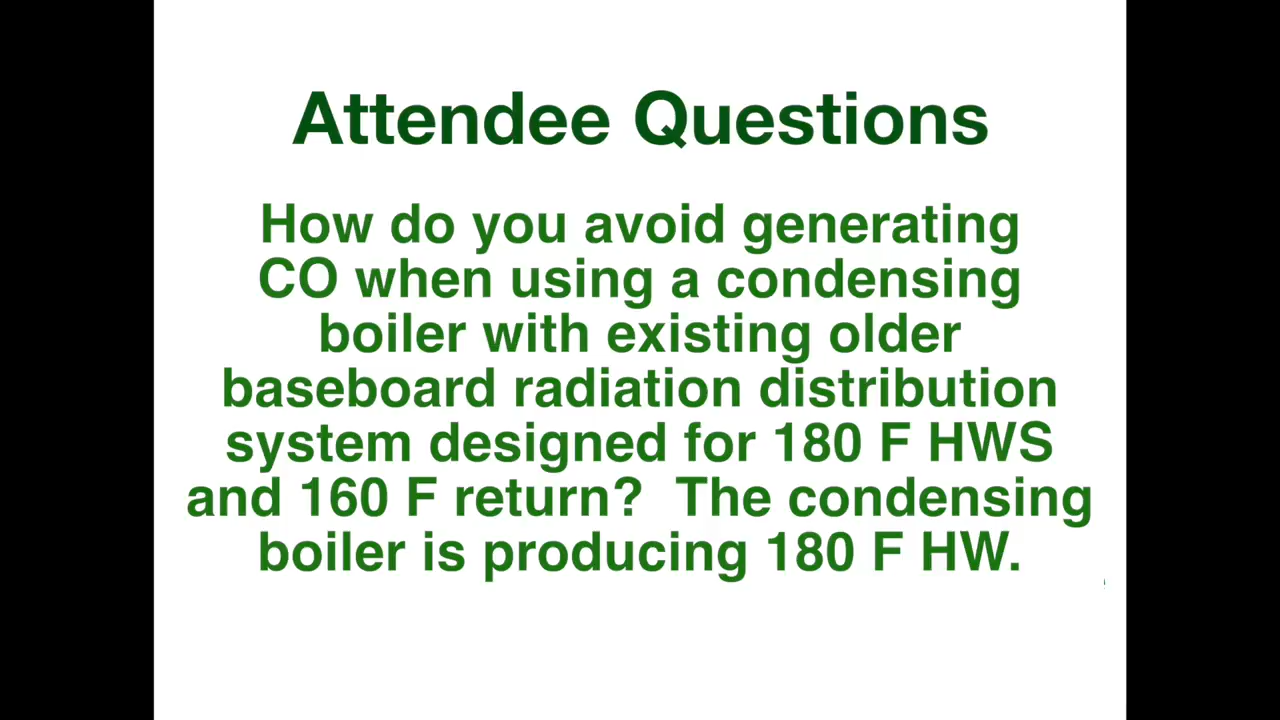 Attendee Questions
How do you avoid generating
CO when using a condensing
boiler with existing older
baseboard radiation distribution
system designed for 180 F HWS
and 160 F return?  The condensing
boiler is producing 180 F HW.